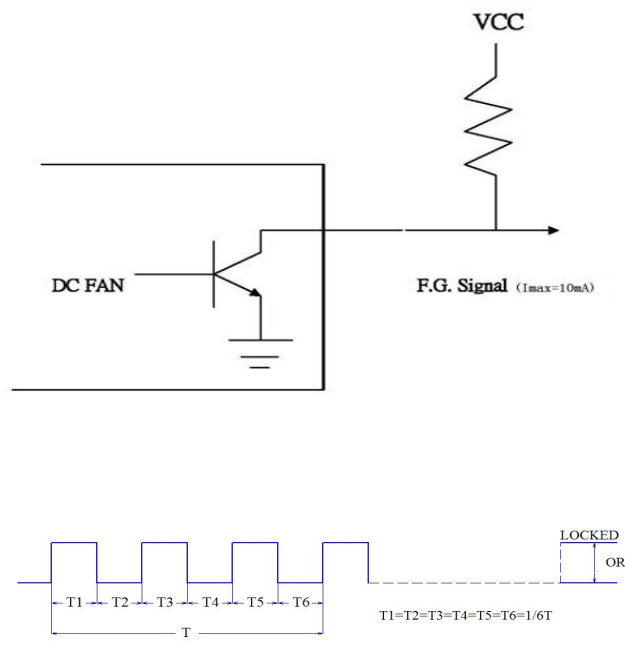 VCC
DC FAN
F.G. Signal (Imax=10mA)
LOCKED
OR
T1 T2 T3 T4 T5 T6
T1=T2=T3=T4=T5=T6=1/6T
T